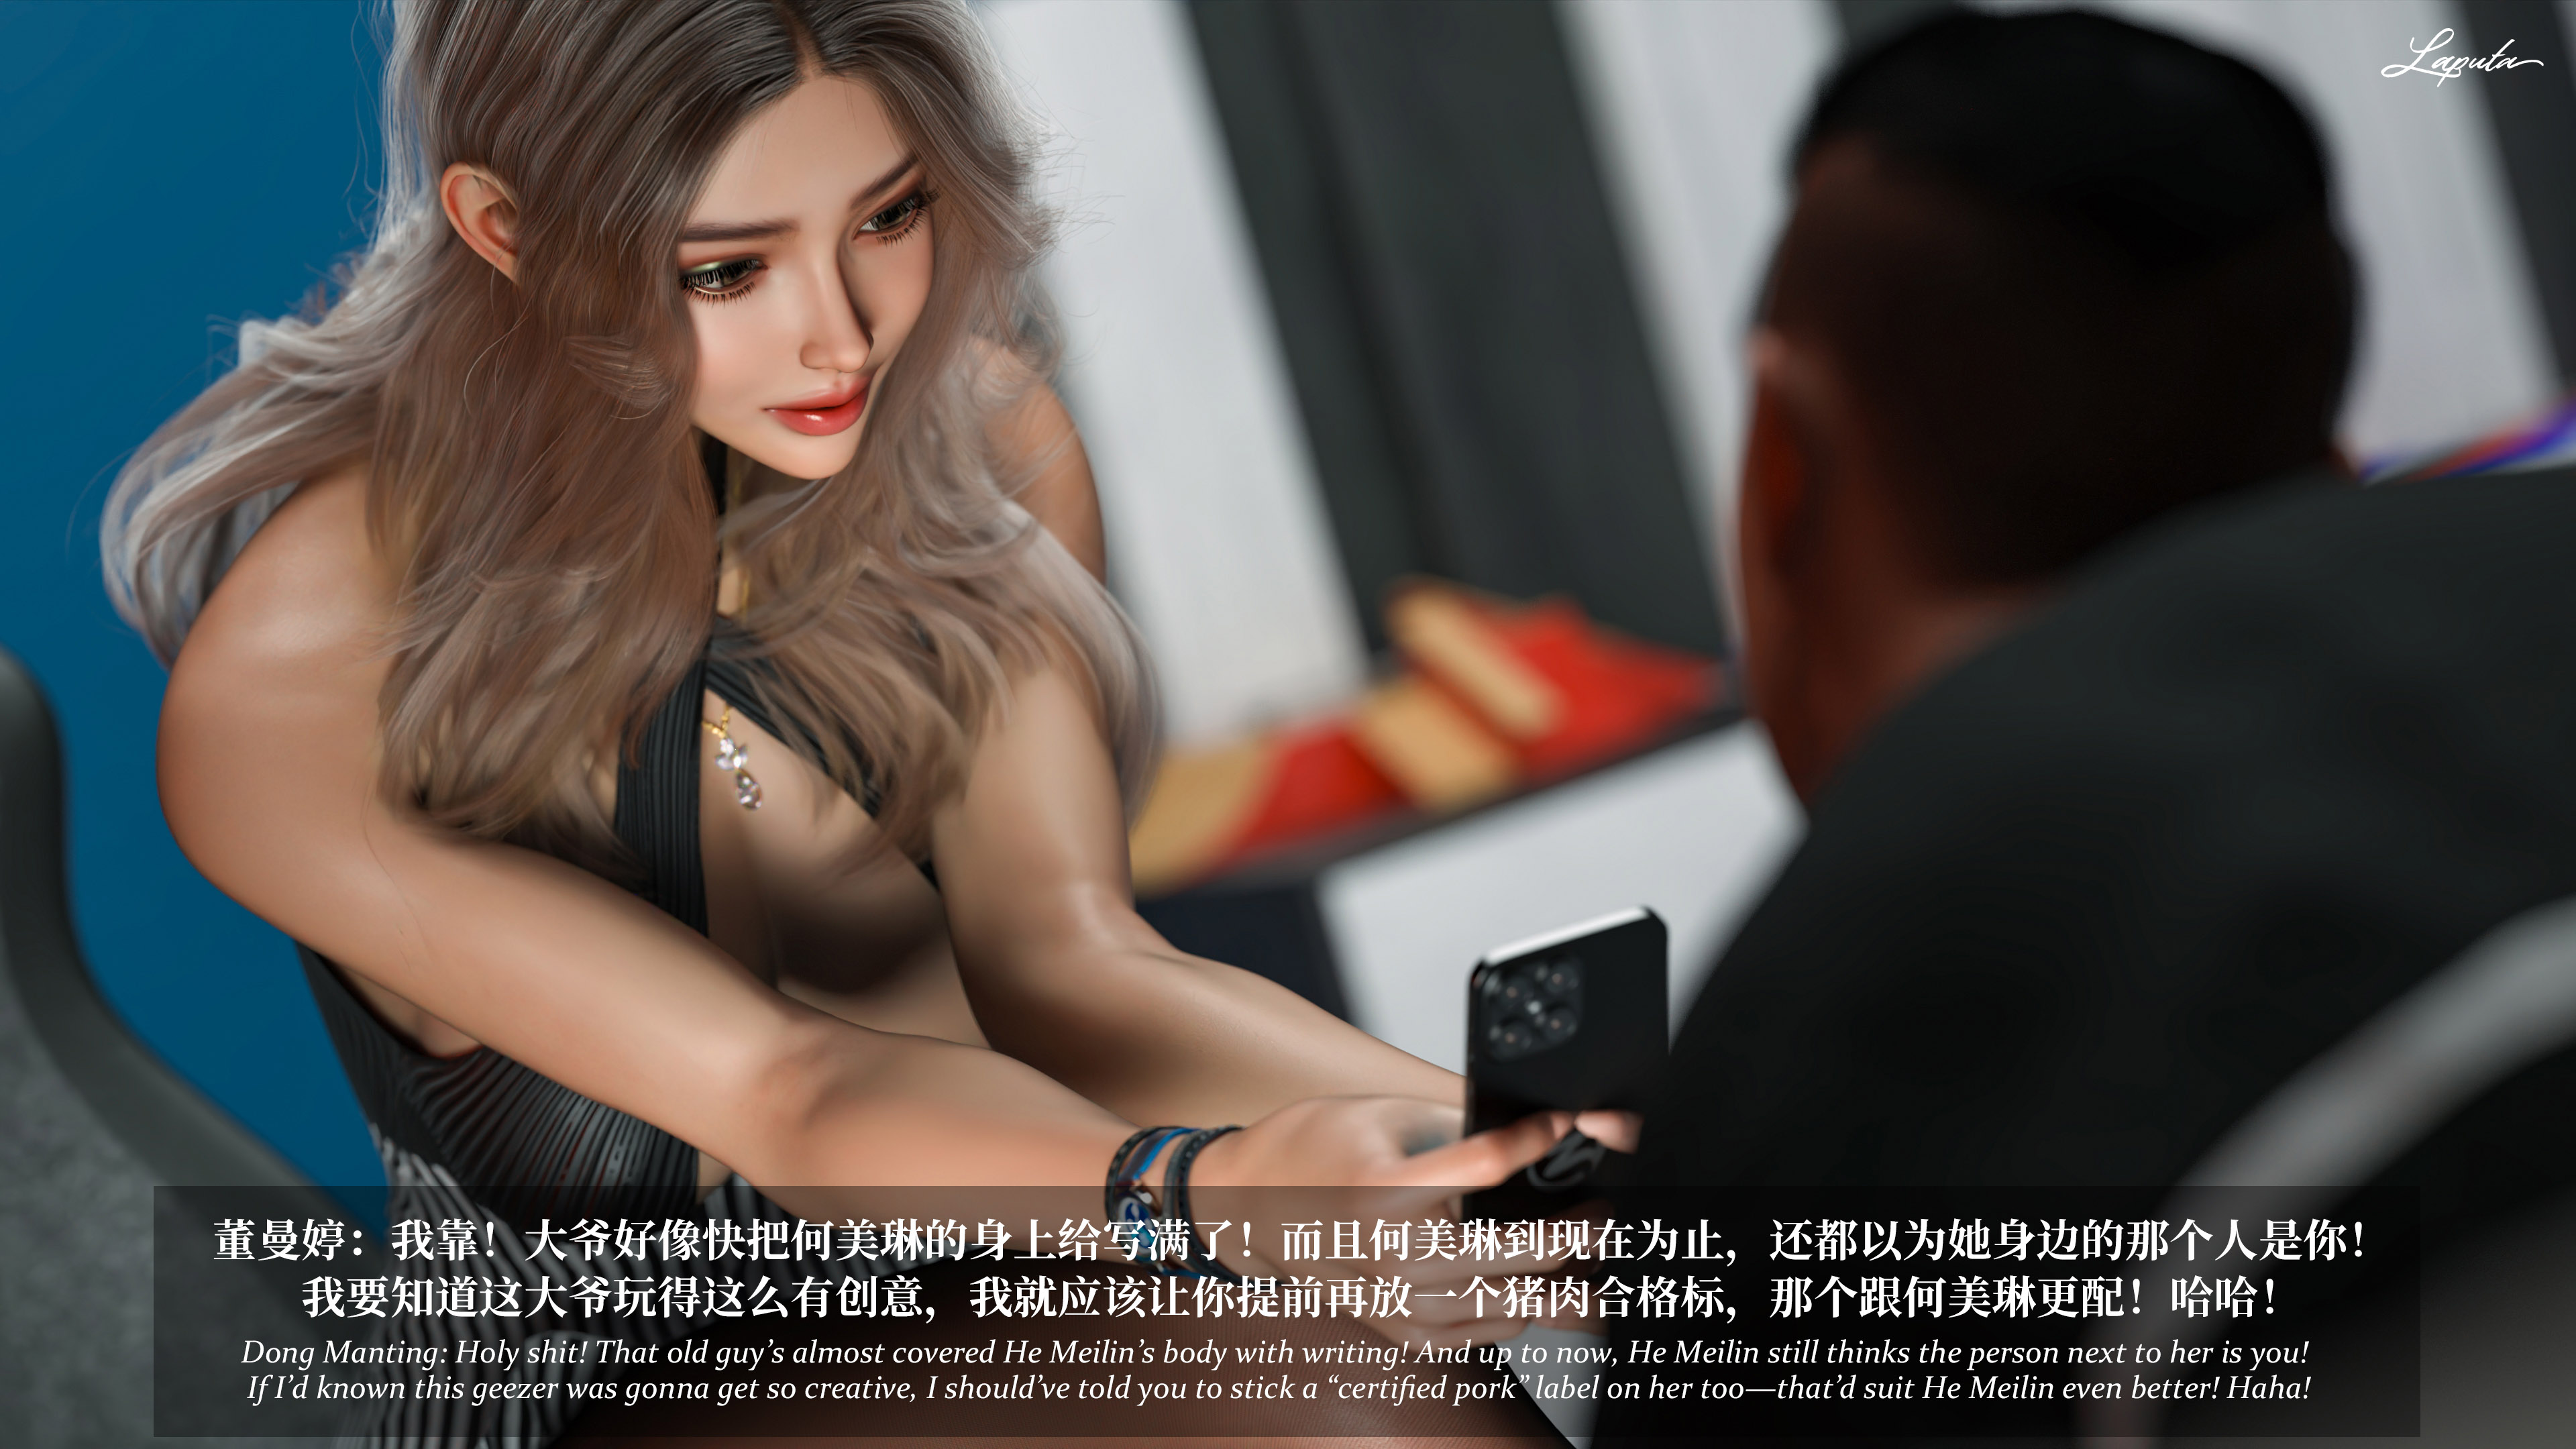 Laputa
董曼婷：我靠！大爷好像快把何美琳的身上给写满了！而且何美琳到现在为止，还都以为她身边的那个人是你！
我要知道这大爷玩得这么有创意，我就应该让你提前再放一个猪肉合格标，那个跟何美琳更配！哈哈！
Dong Manting: Holy shit! That old guy’s almost covered He Meilin’s body with writing! And up to now, He Meilin still thinks the person next to her is you!
If I’d known this geezer was gonna get so creative, I should’ve told you to stick a “certified pork” label on her too—that’d suit He Meilin even better! Haha!